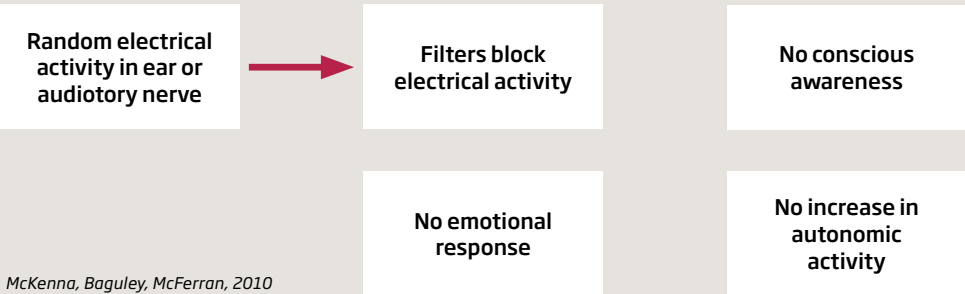 Random electrical
activity in ear or
audiotory nerve
Filters block
electrical activity
No conscious
awareness
No emotional
response
No increase in
autonomic
activity
McKenna, Baguley, McFerran, 2010